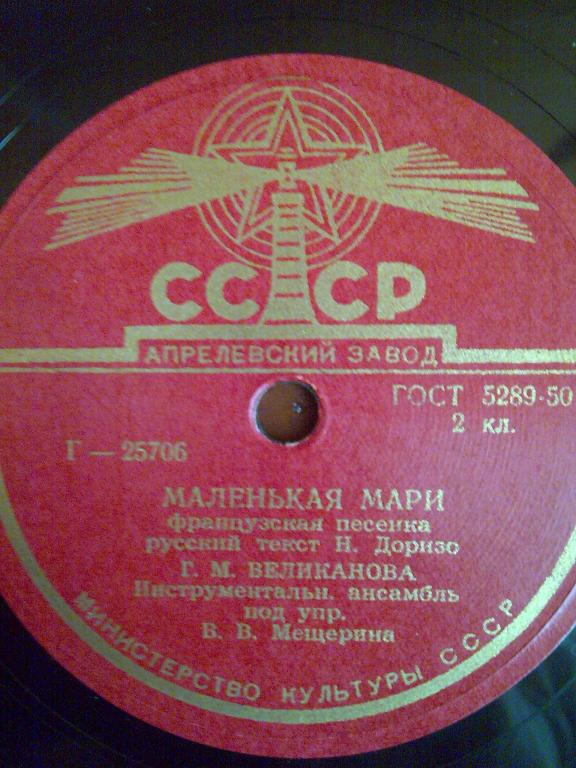 СССР
АПРЕЛЕВСКИЙ ЗАВОД
ГОСТ 5289-50
2 кл.
Г — 25706
МАЛЕНЬКАЯ МАРИ
французская песенка
русский текст Н. Доризо
Г. М. ВЕЛИКАНОВА
Инструментальн. ансамбль
под упр.
В. В. Мещерина
МИНИСТЕРСТВО КУЛЬТУРЫ СССР